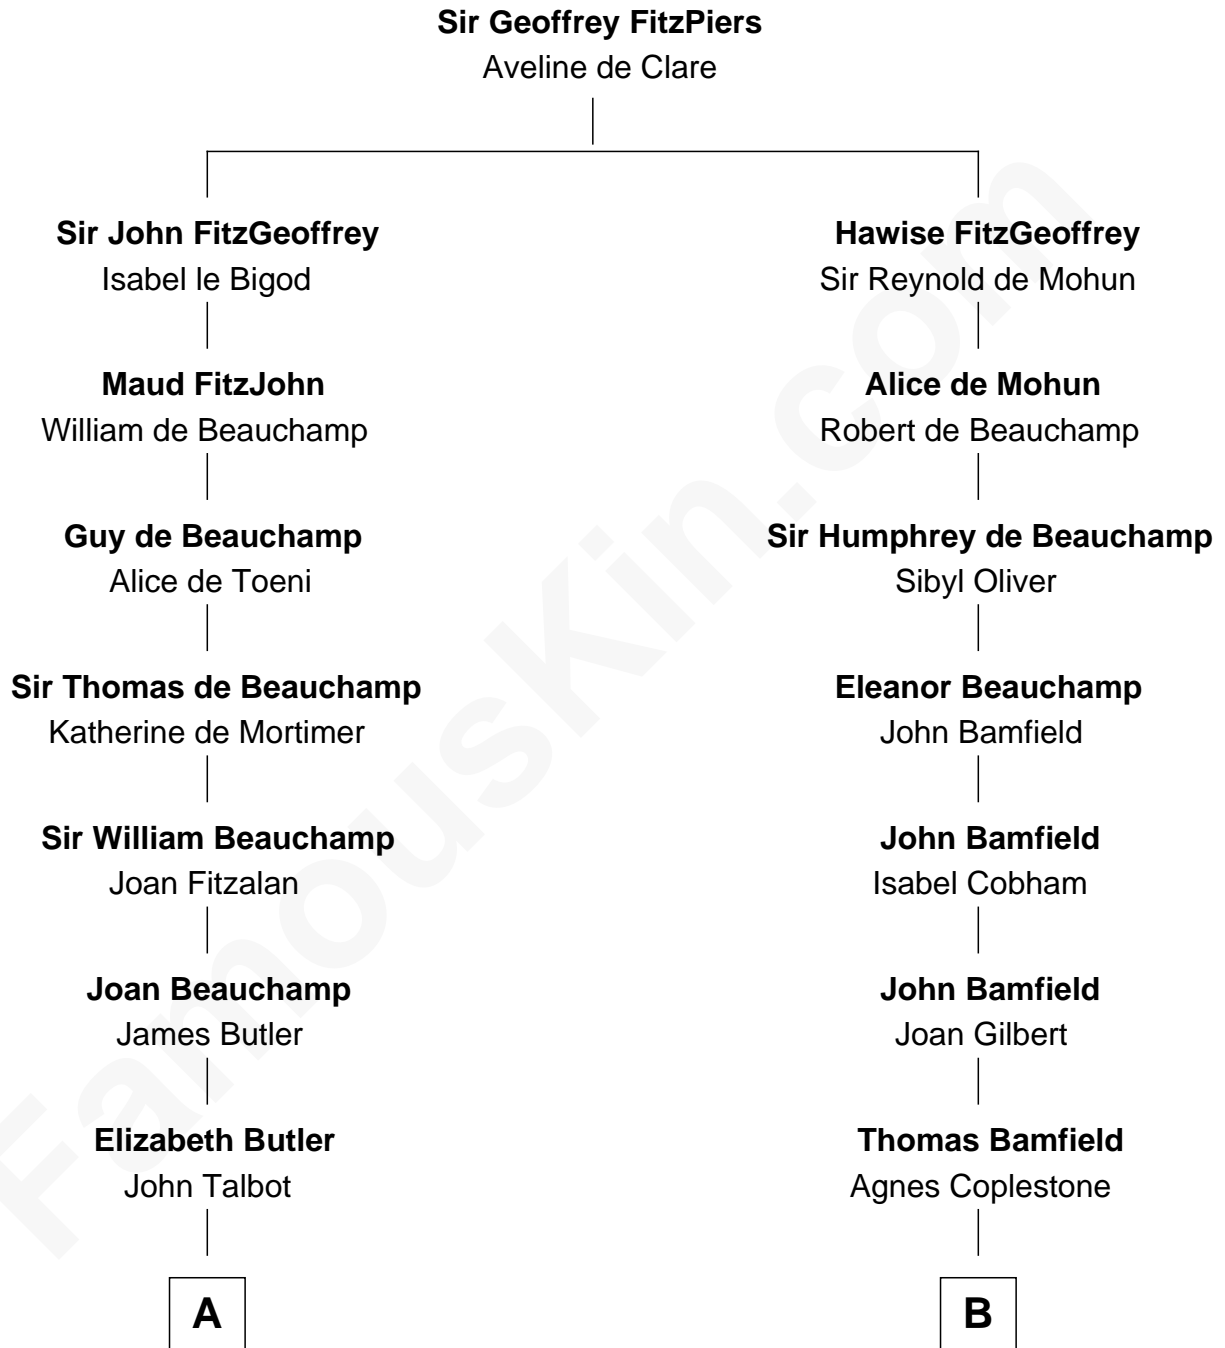 Sir Geoffrey FitzPiers
Aveline de Clare
Sir John FitzGeoffrey
Isabel le Bigod
Maud FitzJohn
William de Beauchamp
Guy de Beauchamp
Alice de Toeni
Sir Thomas de Beauchamp
Katherine de Mortimer
Sir William Beauchamp
Joan Fitzalan
Joan Beauchamp
James Butler
Elizabeth Butler
John Talbot
A
Hawise FitzGeoffrey
Sir Reynold de Mohun
Alice de Mohun
Robert de Beauchamp
Sir Humphrey de Beauchamp
Sibyl Oliver
Eleanor Beauchamp
John Bamfield
John Bamfield
Isabel Cobham
John Bamfield
Joan Gilbert
Thomas Bamfield
Agnes Coplestone
B
FamousKin.com